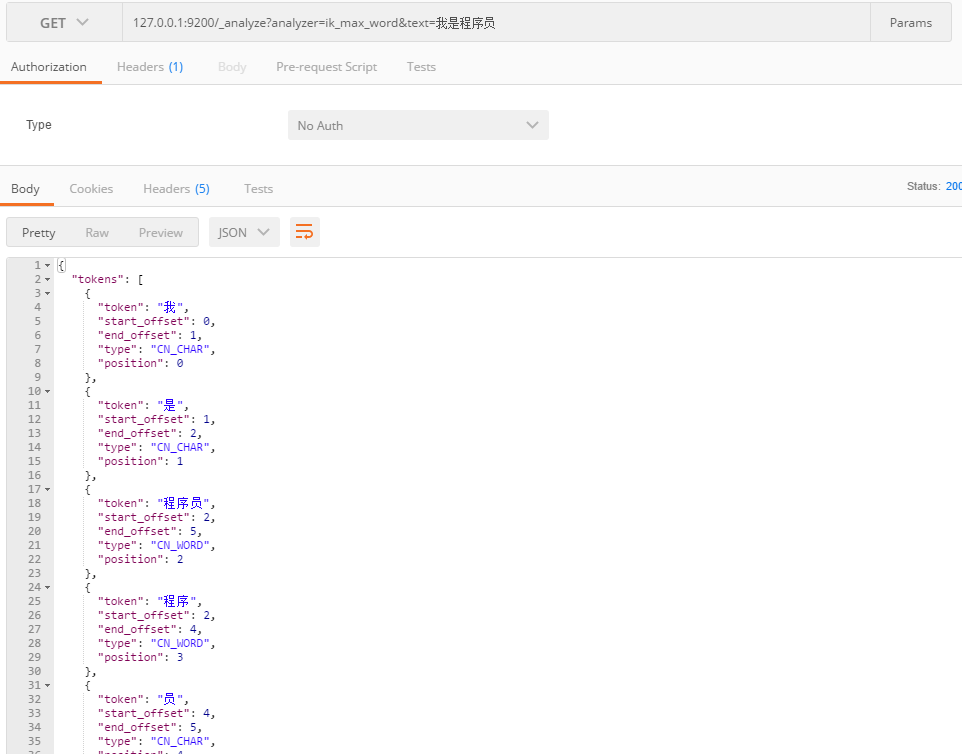 GET 127.0.0.1:9200/_analyze?analyzer=ik_max_word&text=我是程序员 Params
Authorization Headers (1) Body Pre-request Script Tests
Type No Auth
Body Cookies Headers (5) Tests Status: 200
Pretty Raw Preview JSON
1 {
2 "tokens": [
3 {
4 "token": "我",
5 "start_offset": 0,
6 "end_offset": 1,
7 "type": "CN_CHAR",
8 "position": 0
9 },
10 {
11 "token": "是",
12 "start_offset": 1,
13 "end_offset": 2,
14 "type": "CN_CHAR",
15 "position": 1
16 },
17 {
18 "token": "程序员",
19 "start_offset": 2,
20 "end_offset": 5,
21 "type": "CN_WORD",
22 "position": 2
23 },
24 {
25 "token": "程序",
26 "start_offset": 2,
27 "end_offset": 4,
28 "type": "CN_WORD",
29 "position": 3
30 },
31 {
32 "token": "员",
33 "start_offset": 4,
34 "end_offset": 5,
35 "type": "CN_CHAR",